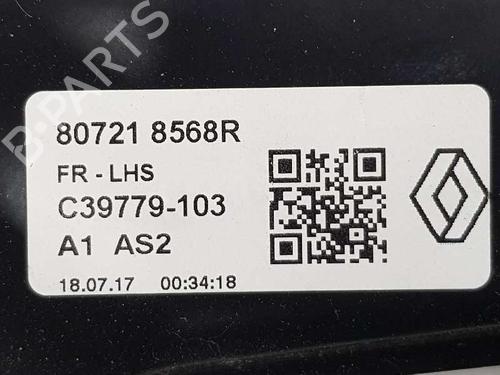 B-PARTS
80721 8568R
FR - LHS
C39779-103
A1 AS2
18.07.17 00:34:18